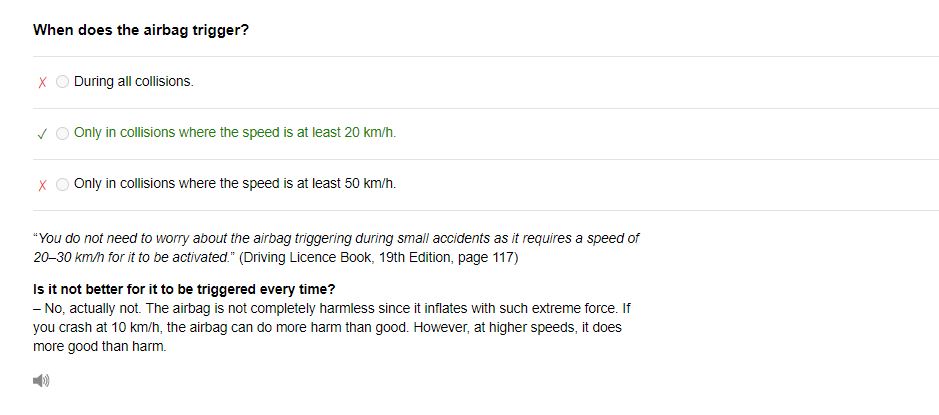 When does the airbag trigger?
✗ During all collisions.
✓ Only in collisions where the speed is at least 20 km/h.
✗ Only in collisions where the speed is at least 50 km/h.
“You do not need to worry about the airbag triggering during small accidents as it requires a speed of
20–30 km/h for it to be activated.” (Driving Licence Book, 19th Edition, page 117)
Is it not better for it to be triggered every time?
– No, actually not. The airbag is not completely harmless since it inflates with such extreme force. If
you crash at 10 km/h, the airbag can do more harm than good. However, at higher speeds, it does
more good than harm.